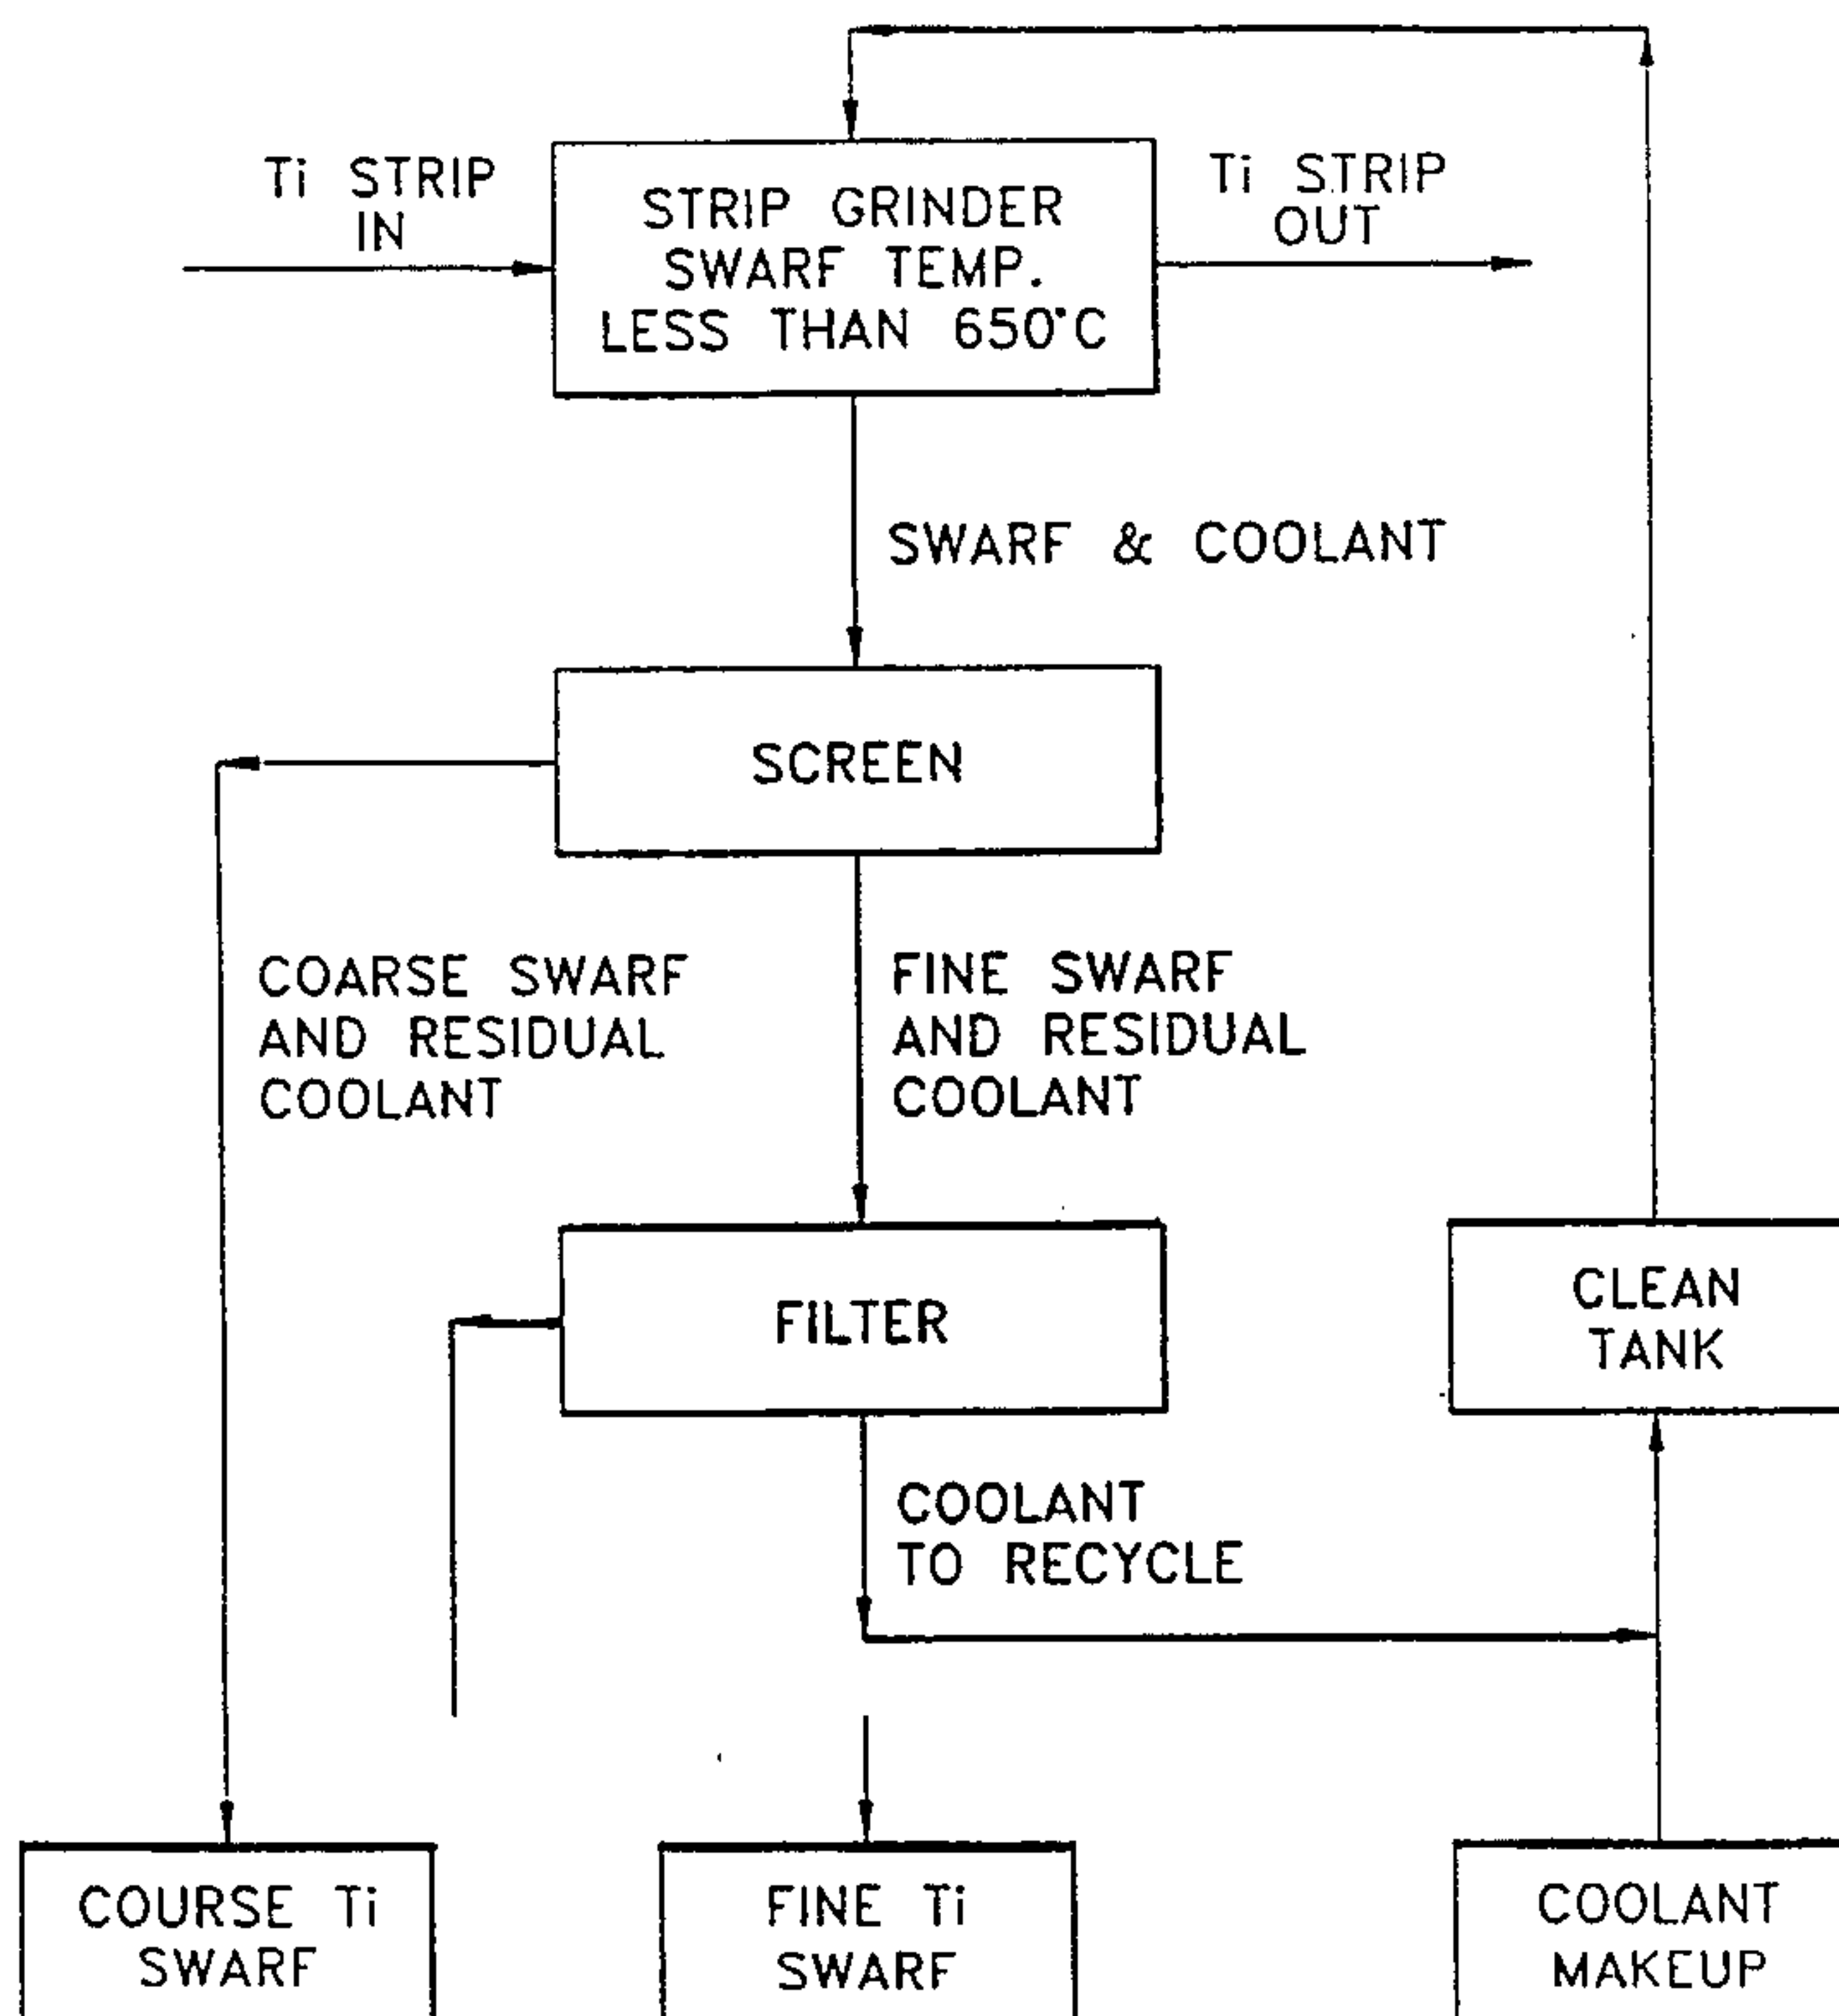 Ti STRIP
IN
STRIP GRINDER
SWARF TEMP.
LESS THAN 650°C
Ti STRIP
OUT
SWARF & COOLANT
SCREEN
COARSE SWARF
AND RESIDUAL
COOLANT
FINE SWARF
AND RESIDUAL
COOLANT
FILTER
CLEAN
TANK
COOLANT
TO RECYCLE
COURSE Ti
SWARF
FINE Ti
SWARF
COOLANT
MAKEUP